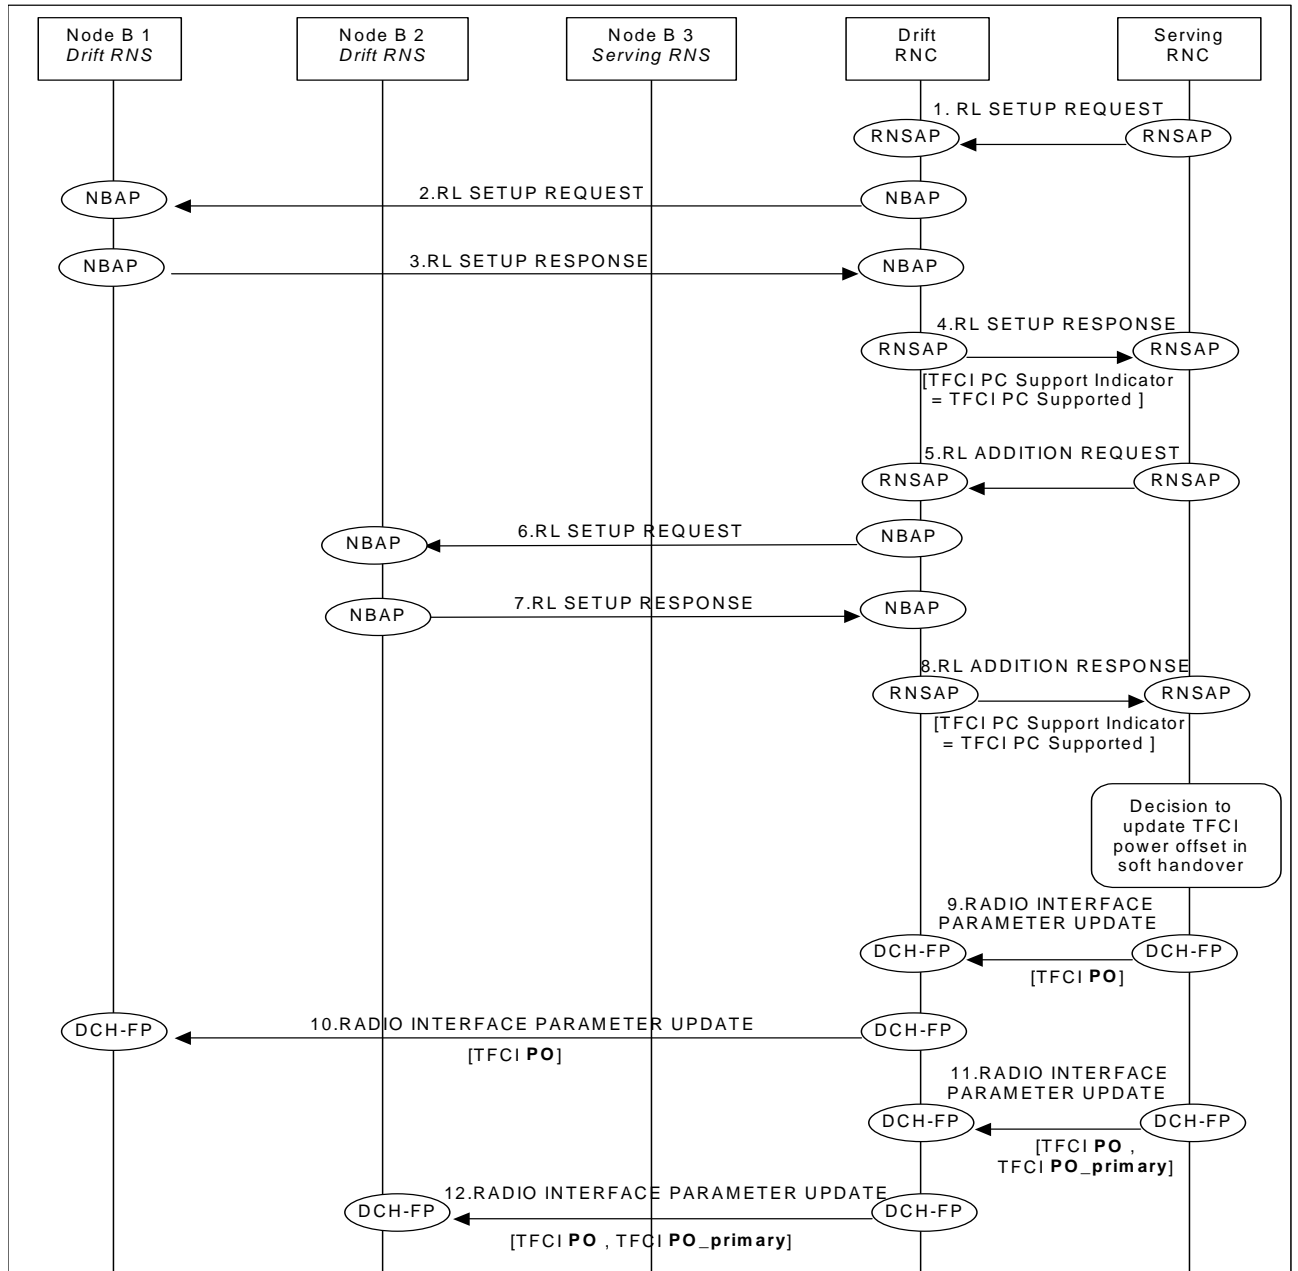 Node B 1
Drift RNS
Node B 2
Drift RNS
Node B 3
Serving RNS
Drift
RNC
Serving
RNC
1. RL SETUP REQUEST
RNSAP
RNSAP
NBAP
2.RL SETUP REQUEST
NBAP
NBAP
3.RL SETUP RESPONSE
NBAP
4.RL SETUP RESPONSE
RNSAP
RNSAP
[TFCI PC Support Indicator
= TFCI PC Supported ]
5.RL ADDITION REQUEST
RNSAP
RNSAP
NBAP
6.RL SETUP REQUEST
NBAP
NBAP
7.RL SETUP RESPONSE
NBAP
8.RL ADDITION RESPONSE
RNSAP
RNSAP
[TFCI PC Support Indicator
= TFCI PC Supported ]
Decision to
update TFCI
power offset in
soft handover
9.RADIO INTERFACE
PARAMETER UPDATE
DCH-FP
DCH-FP
[TFCI PO]
DCH-FP
10.RADIO INTERFACE PARAMETER UPDATE
DCH-FP
[TFCI PO]
11.RADIO INTERFACE
PARAMETER UPDATE
DCH-FP
DCH-FP
[TFCI PO ,
TFCI PO_primary]
DCH-FP
12.RADIO INTERFACE PARAMETER UPDATE
DCH-FP
[TFCI PO , TFCI PO_primary]